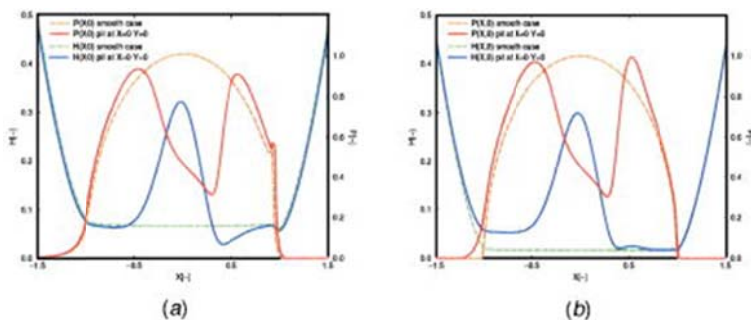 P(X,0) smooth case
P(X,0) pit at X=0 Y=0
H(X,0) smooth case
H(X,0) pit at X=0 Y=0
0.5
0.4
0.3
0.2
0.1
0.0
H[-]
1.0
0.8
0.6
0.4
0.2
0.0
P[-]
-1.5
-0.5
0.5
1.5
X[-]
(a)
P(X,0) smooth case
P(X,0) pit at X=0 Y=0
H(X,0) smooth case
H(X,0) pit at X=0 Y=0
0.5
0.4
0.3
0.2
0.1
0.0
H[-]
1.0
0.8
0.6
0.4
0.2
0.0
P[-]
-1.5
-0.5
0.5
1.5
X[-]
(b)